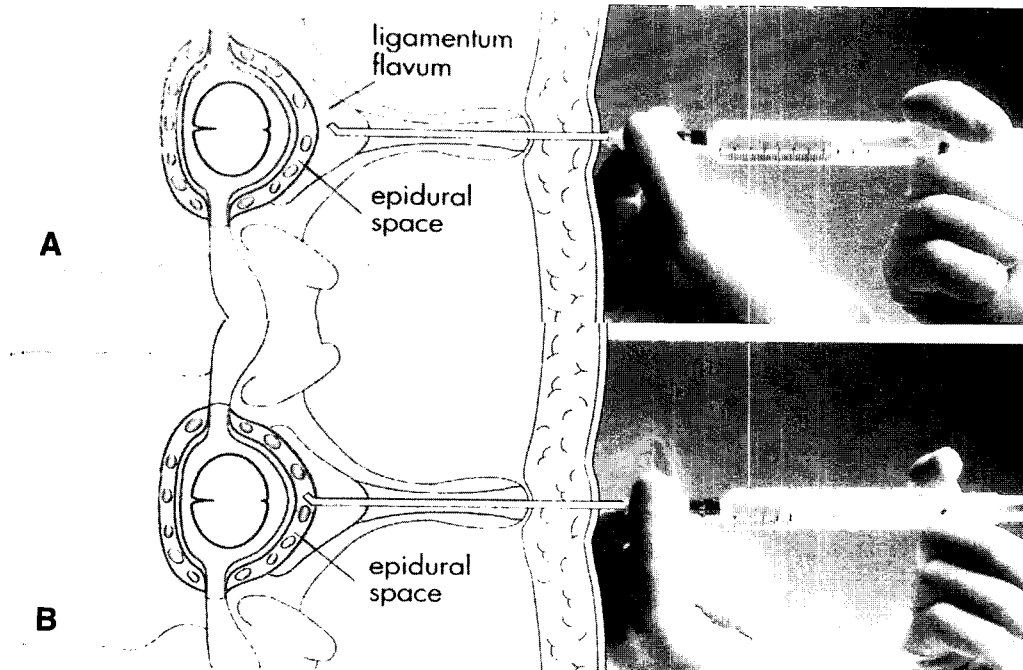 ligamentum
flavum
epidural
space
A
epidural
space
B